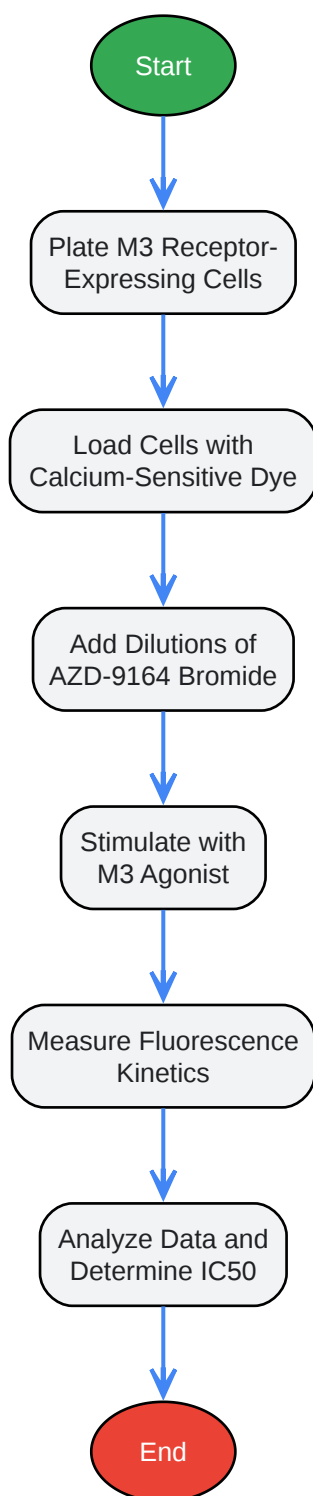 Start
Plate M3 Receptor-
Expressing Cells
Load Cells with
Calcium-Sensitive Dye
Add Dilutions of
AZD-9164 Bromide
Stimulate with
M3 Agonist
Measure Fluorescence
Kinetics
Analyze Data and
Determine IC50
End